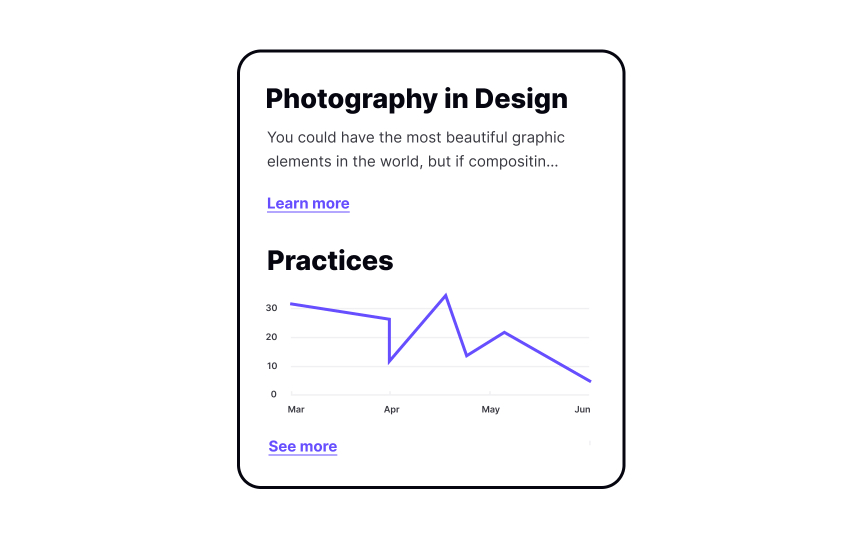 Photography in Design
You could have the most beautiful graphic
elements in the world, but if compositin...
Learn more
Practices
30
20
10
0
Mar Apr May Jun
See more